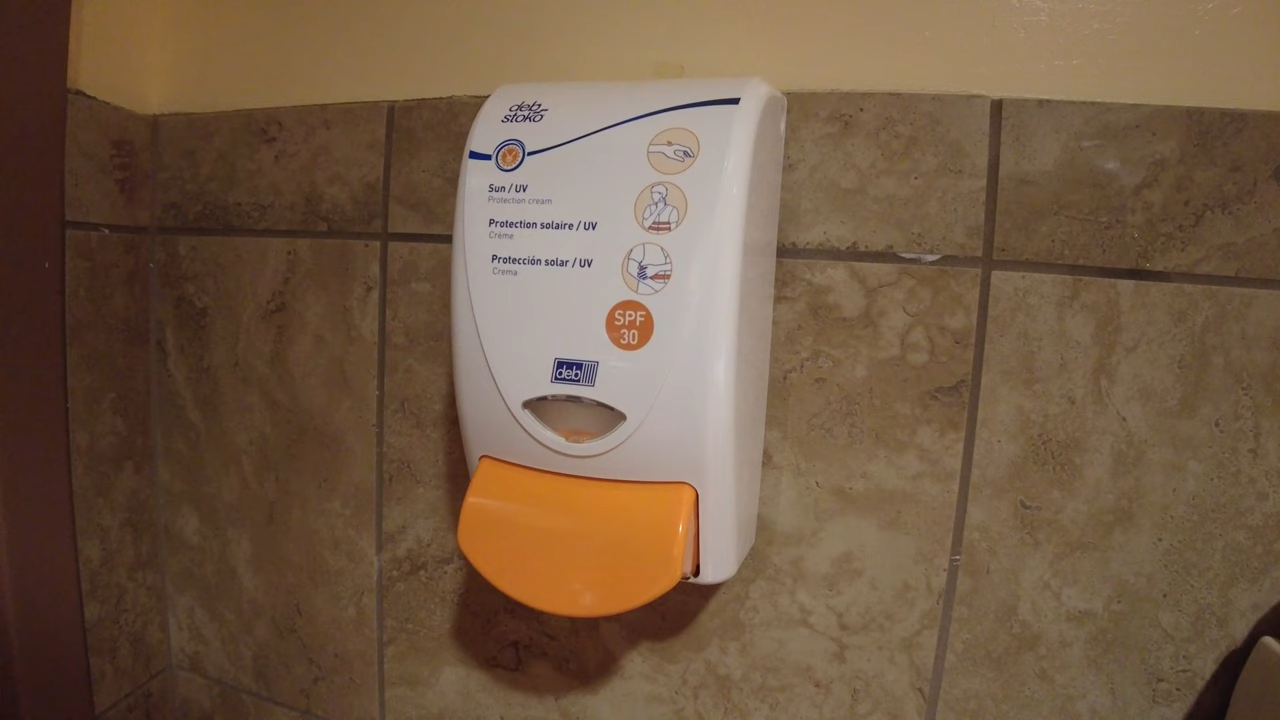 deb
stoko
Sun / UV
Protection cream
Protection solaire / UV
Crème
Protección solar / UV
Crema
SPF
30
deb